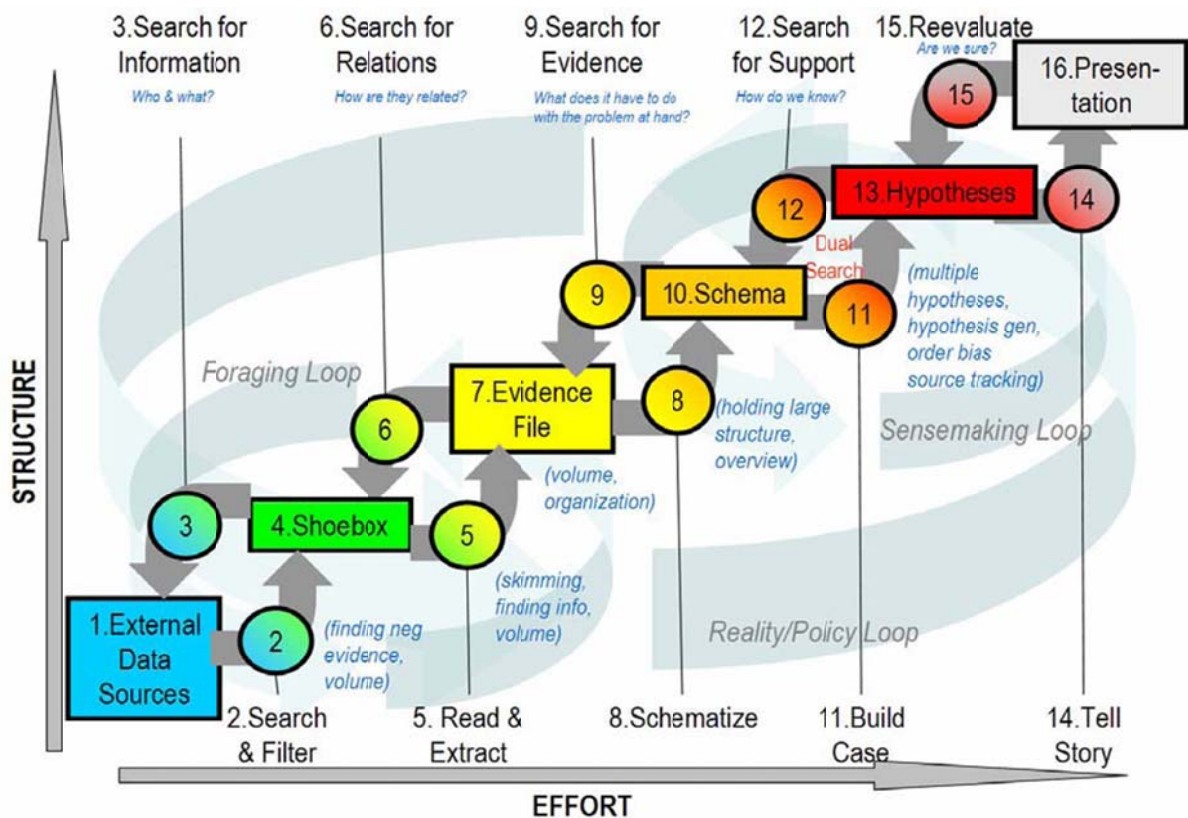 3.Search for
Information
Who & what?
6.Search for
Relations
How are they related?
9.Search for
Evidence
What does it have to do
with the problem at hard?
12.Search
for Support
How do we know?
15.Reevaluate
Are we sure?
15
16.Presen-
tation
12
13.Hypotheses
14
Dual
Search
9
10.Schema
11
(multiple
hypotheses,
hypothesis gen,
order bias
source tracking)
Foraging Loop
6
7.Evidence
File
8
(holding large
structure,
overview)
Sensemaking Loop
(volume,
organization)
3
4.Shoebox
5
(skimming,
finding info,
volume)
1.External
Data
Sources
2
(finding neg
evidence,
volume)
Reality/Policy Loop
2.Search
& Filter
5. Read &
Extract
8.Schematize
11.Build
Case
14.Tell
Story
STRUCTURE
EFFORT